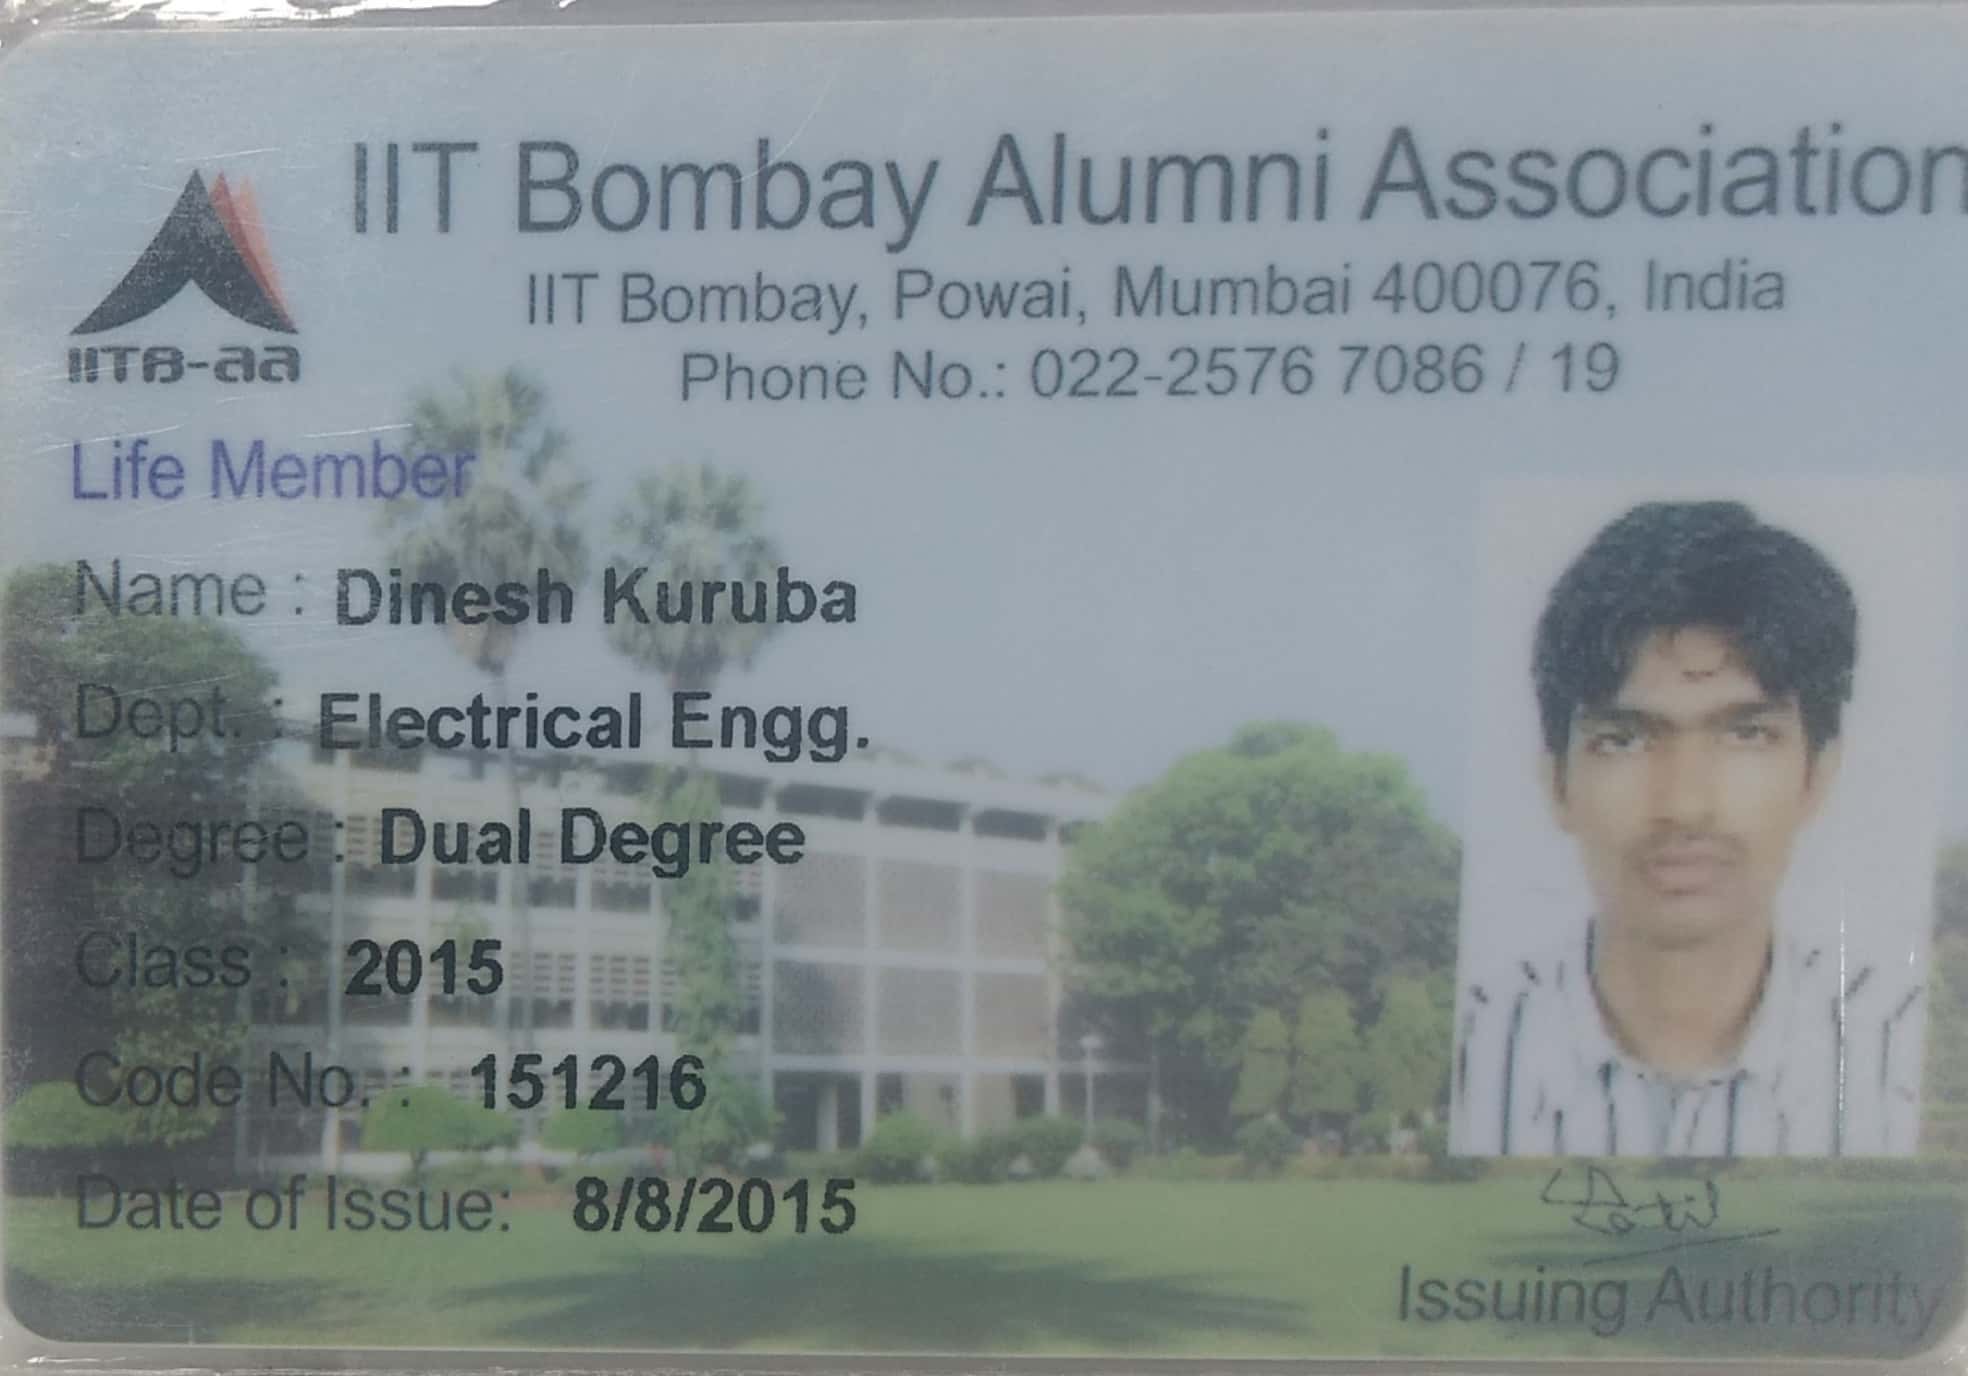 IIT Bombay Alumni Association
IIT Bombay, Powai, Mumbai 400076, India
Phone No.: 022-2576 7086 / 19
IITB-aa
Life Member
Name : Dinesh Kuruba
Dept. : Electrical Engg.
Degree : Dual Degree
Class : 2015
Code No. : 151216
Date of Issue: 8/8/2015
Issuing Authority